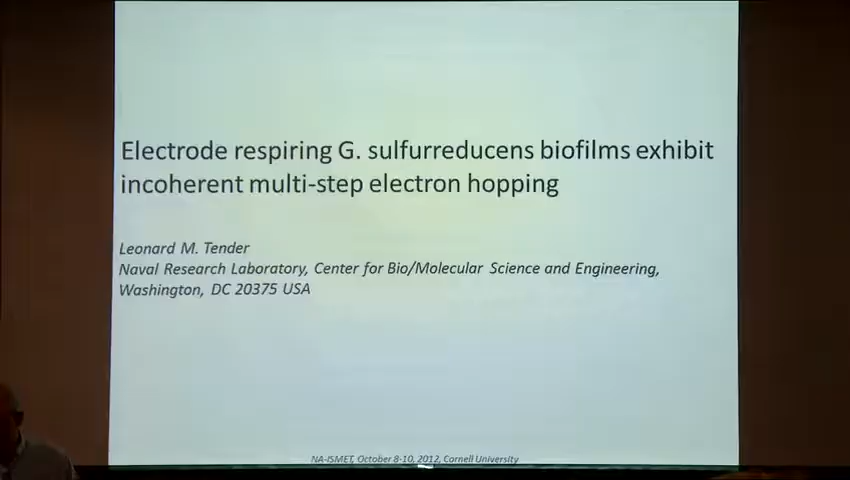 Electrode respiring G. sulfurreducens biofilms exhibit
incoherent multi-step electron hopping
Leonard M. Tender
Naval Research Laboratory, Center for Bio/Molecular Science and Engineering,
Washington, DC 20375 USA
NA-ISMET, October 8-10, 2012, Cornell University